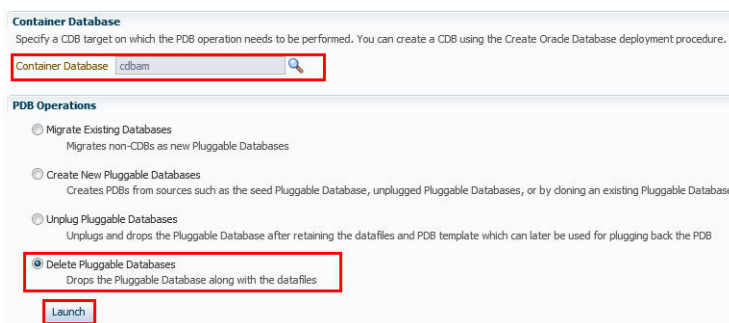 Container Database
Specify a CDB target on which the PDB operation needs to be performed. You can create a CDB using the Create Oracle Database deployment procedure.
Container Database cdbam
PDB Operations
Migrate Existing Databases
Migrates non-CDBs as new Pluggable Databases
Create New Pluggable Databases
Creates PDBs from sources such as the seed Pluggable Database, unplugged Pluggable Databases, or by cloning an existing Pluggable Databas
Unplug Pluggable Databases
Unplugs and drops the Pluggable Database after retaining the datafiles and PDB template which can later be used for plugging back the PDB
Delete Pluggable Databases
Drops the Pluggable Database along with the datafiles
Launch